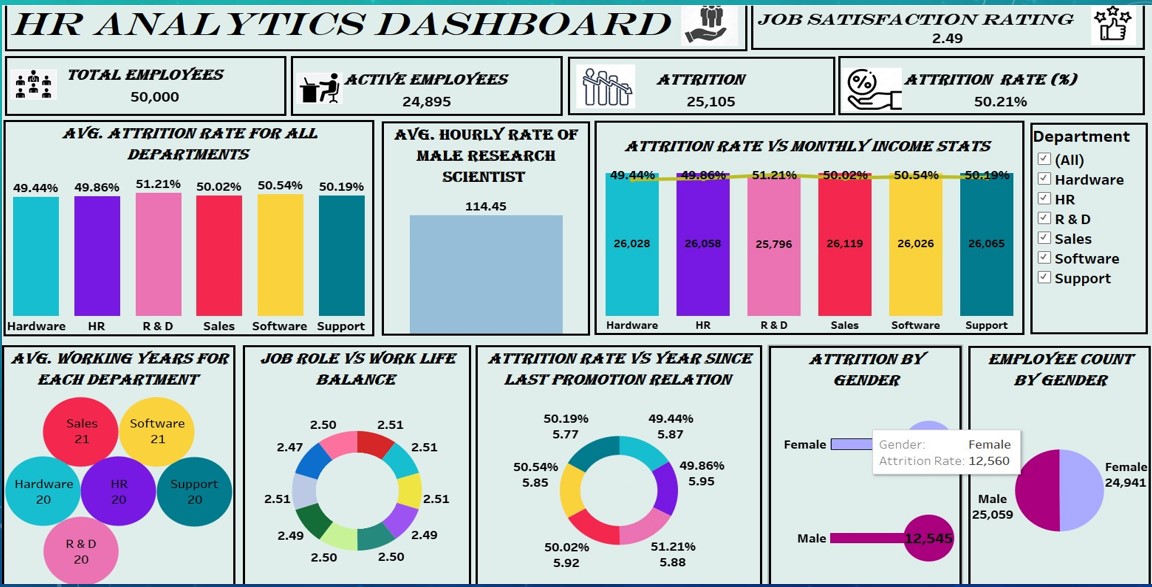 HR ANALYTICS DASHBOARD
JOB SATISFACTION RATING
2.49
TOTAL EMPLOYEES
50,000
ACTIVE EMPLOYEES
24,895
ATTRITION
25,105
ATTRITION RATE (%)
50.21%
AVG. ATTRITION RATE FOR ALL
DEPARTMENTS
49.44% 49.86% 51.21% 50.02% 50.54% 50.19%
Hardware HR R & D Sales Software Support
AVG. HOURLY RATE OF
MALE RESEARCH
SCIENTIST
114.45
ATTRITION RATE VS MONTHLY INCOME STATS
49.44% 49.86% 51.21% 50.02% 50.54% 50.19%
26,028 26,058 25,796 26,119 26,026 26,065
Hardware HR R & D Sales Software Support
Department
(All)
Hardware
HR
R & D
Sales
Software
Support
AVG. WORKING YEARS FOR
EACH DEPARTMENT
Sales
21
Software
21
Hardware
20
HR
20
Support
20
R & D
20
JOB ROLE VS WORK LIFE
BALANCE
2.50 2.51
2.47 2.51
2.51 2.51
2.49 2.49
2.50 2.50
ATTRITION RATE VS YEAR SINCE
LAST PROMOTION RELATION
50.19%
5.77
49.44%
5.87
50.54%
5.85
49.86%
5.95
50.02%
5.92
51.21%
5.88
ATTRITION BY
GENDER
Female
Gender: Female
Attrition Rate: 12,560
Male 12,545
EMPLOYEE COUNT
BY GENDER
Female
24,941
Male
25,059